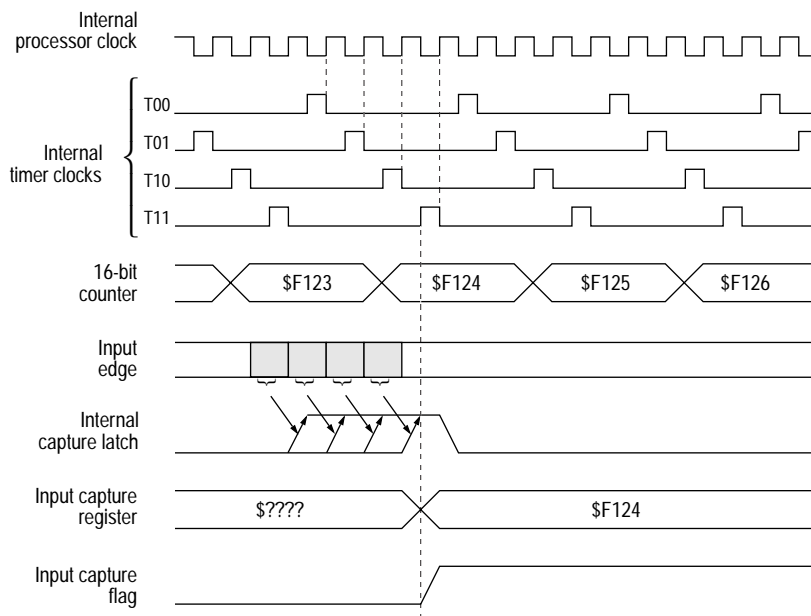 Internal
processor clock
T00
T01
Internal
timer clocks
T10
T11
16-bit
counter
$F123
$F124
$F125
$F126
Input
edge
Internal
capture latch
Input capture
register
$????
$F124
Input capture
flag